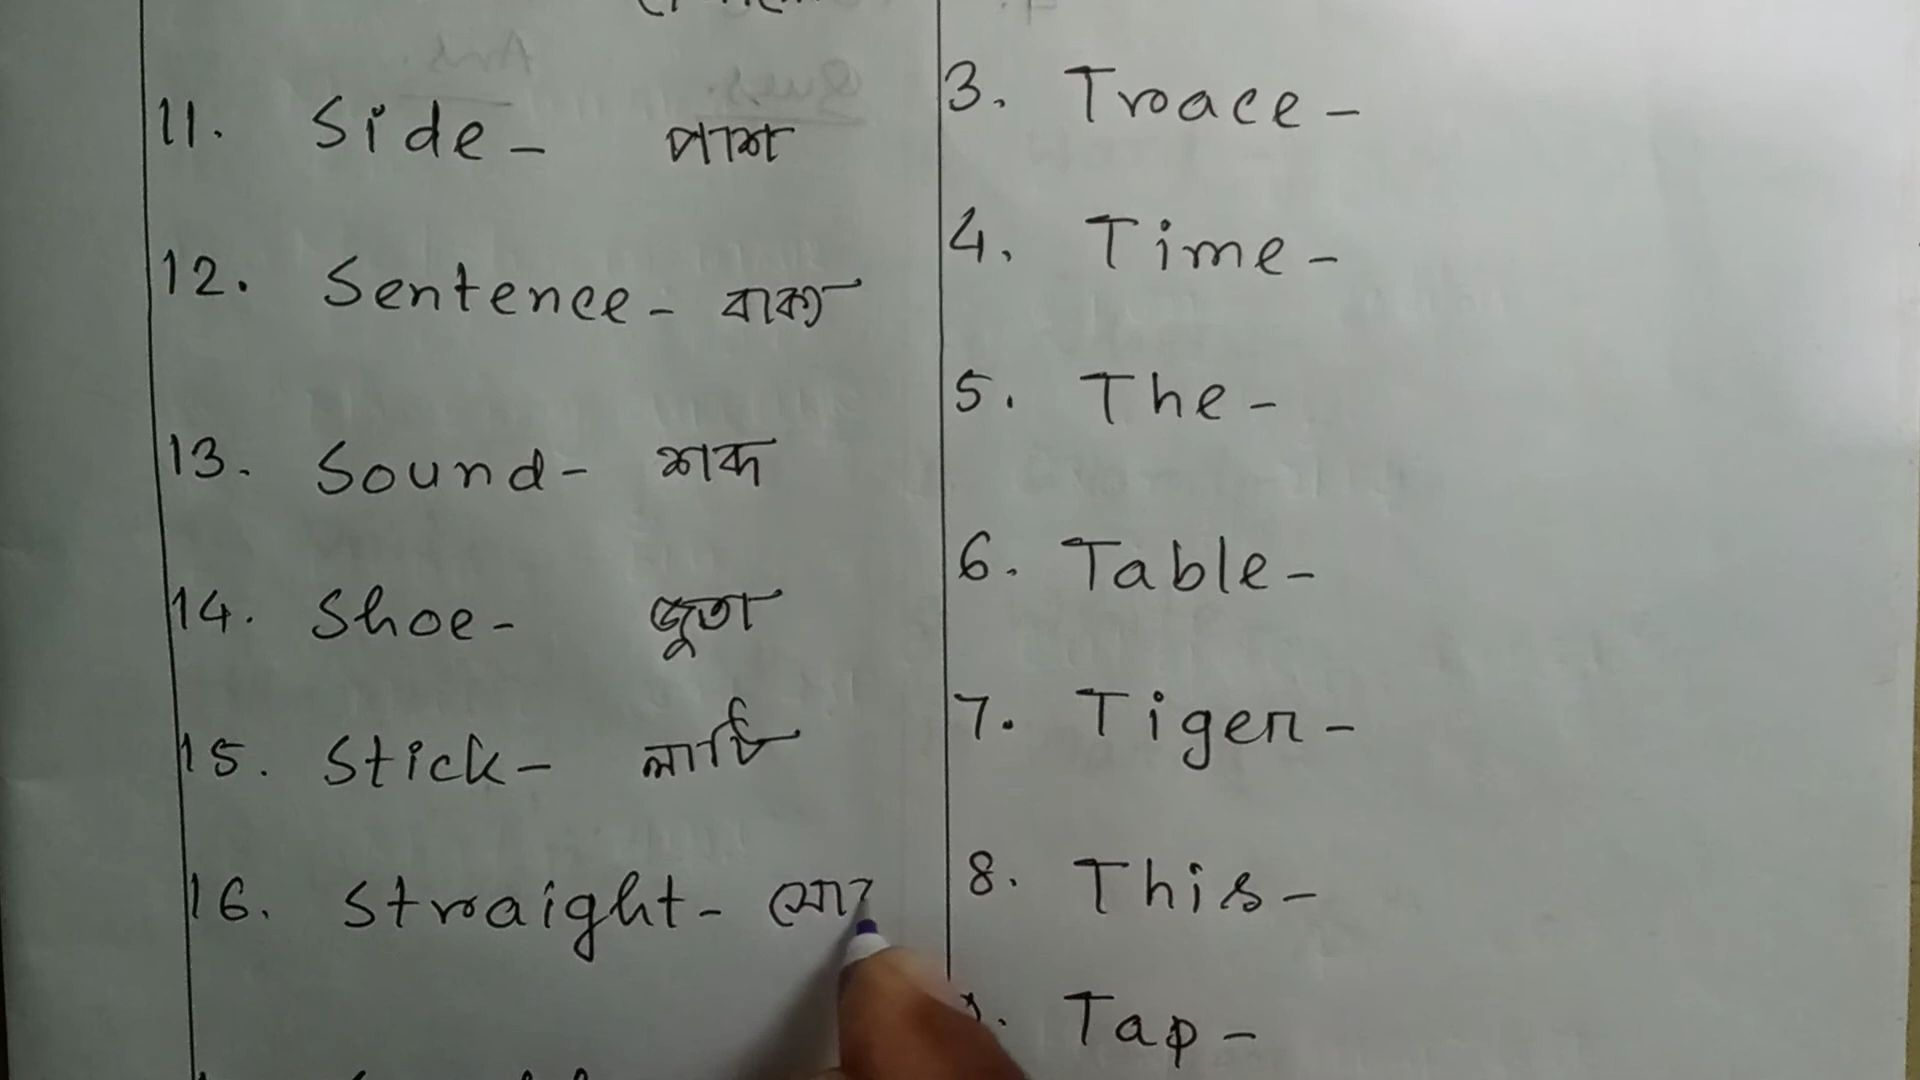 11. Side - পাশ
12. Sentence - বাক্য
13. Sound - শব্দ
14. Shoe - জুতা
15. Stick - লাঠি
16. Straight -
3. Trace -
4. Time -
5. The -
6. Table -
7. Tiger -
8. This -
Tap -